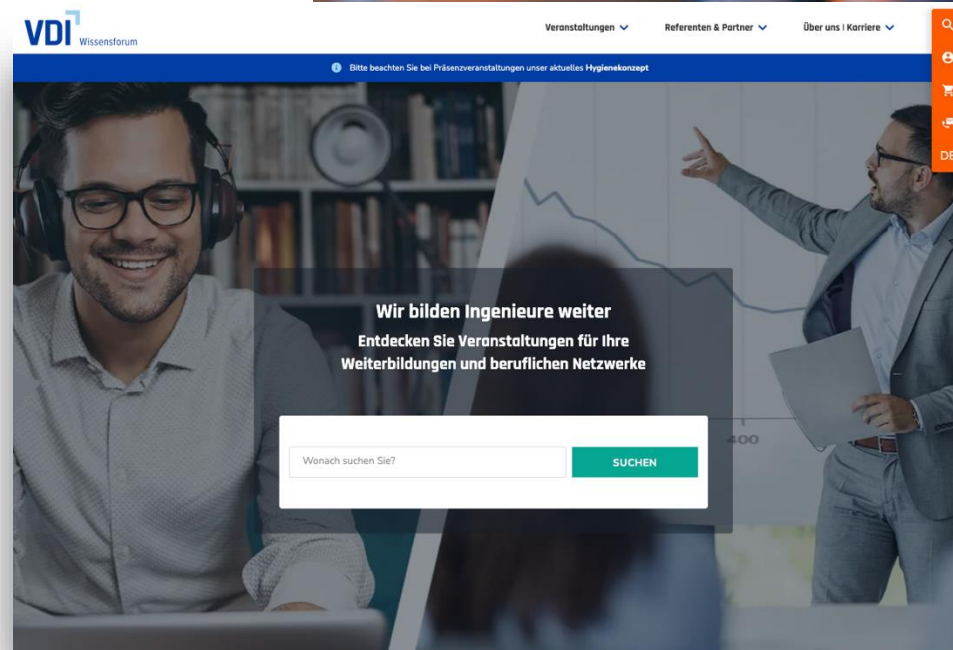 VDI
Wissensforum
Veranstaltungen
Referenten & Partner
Über uns | Karriere
Bitte beachten Sie bei Präsenzveranstaltungen unser aktuelles Hygienekonzept
DE
Wir bilden Ingenieure weiter
Entdecken Sie Veranstaltungen für Ihre
Weiterbildungen und beruflichen Netzwerke
Wonach suchen Sie?
SUCHEN
400